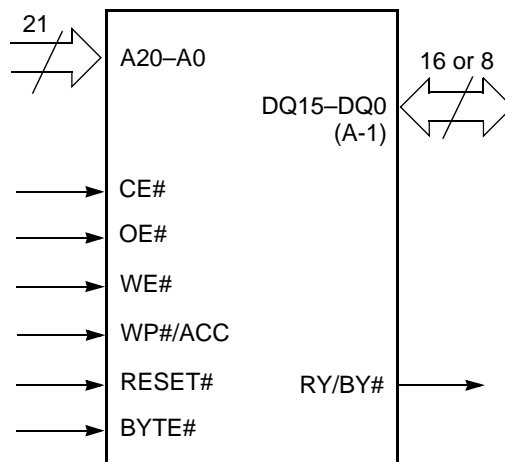 21
A20–A0
16 or 8
DQ15–DQ0
(A-1)
CE#
OE#
WE#
WP#/ACC
RESET#
RY/BY#
BYTE#